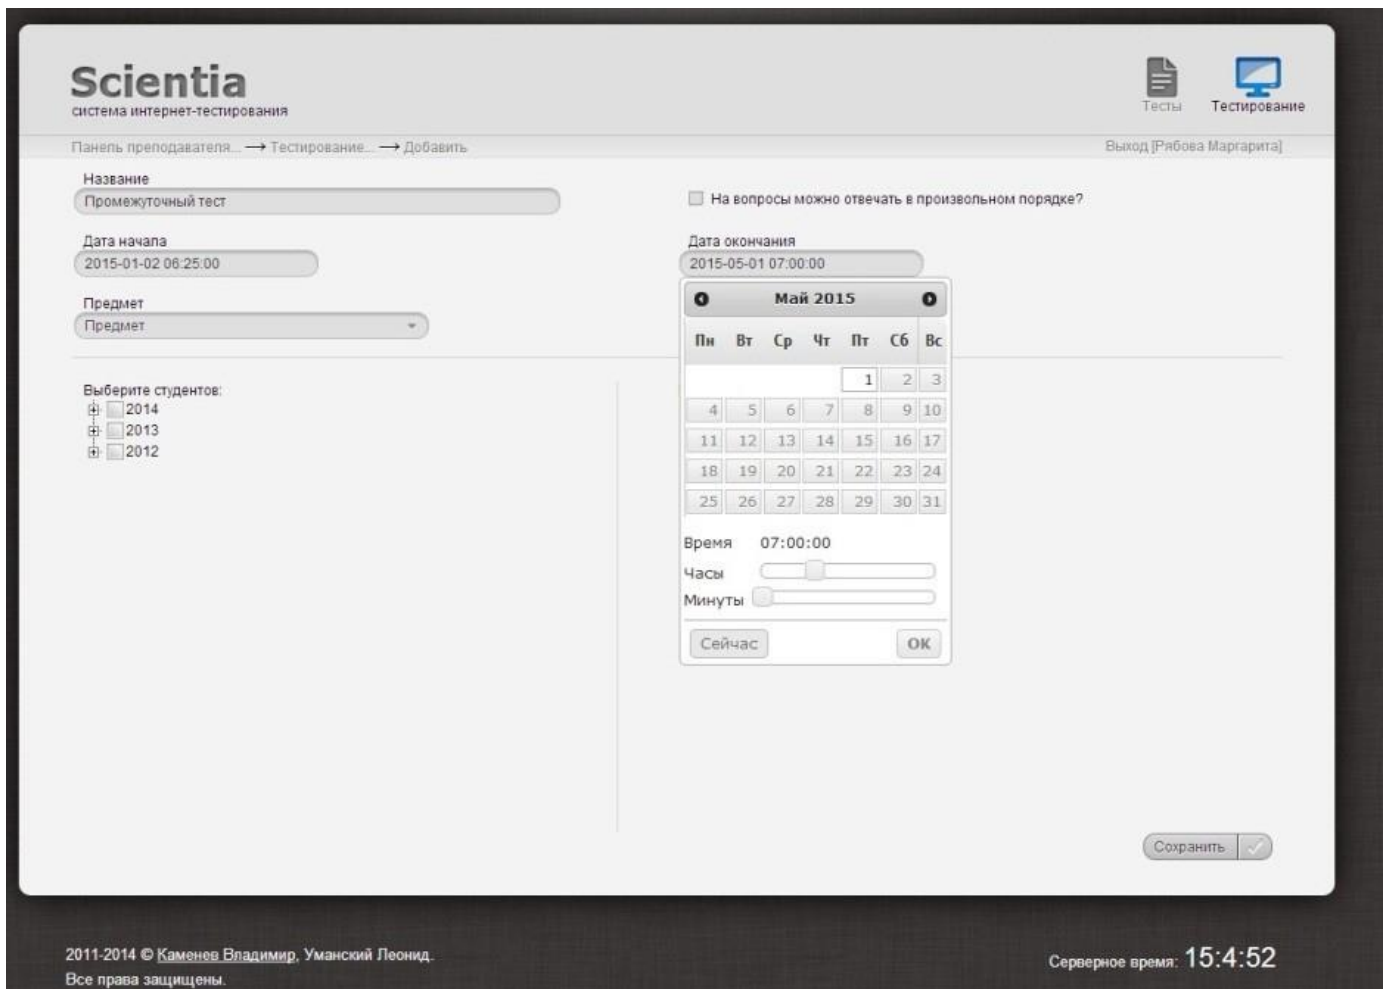 Scientia
система интернет-тестирования
Тесты
Тестирование
Панель преподавателя... → Тестирование... → Добавить
Выход [Рябова Маргарита]
Название
Промежуточный тест
На вопросы можно отвечать в произвольном порядке?
Дата начала
2015-01-02 06:25:00
Дата окончания
2015-05-01 07:00:00
Предмет
Предмет
Май 2015
Пн Вт Ср Чт Пт Сб Вс
1 2 3
4 5 6 7 8 9 10
11 12 13 14 15 16 17
18 19 20 21 22 23 24
25 26 27 28 29 30 31
Время 07:00:00
Часы
Минуты
Сейчас
ОК
Выберите студентов:
2014
2013
2012
Сохранить
2011-2014 © Каменев Владимир, Уманский Леонид.
Все права защищены.
Серверное время: 15:4:52